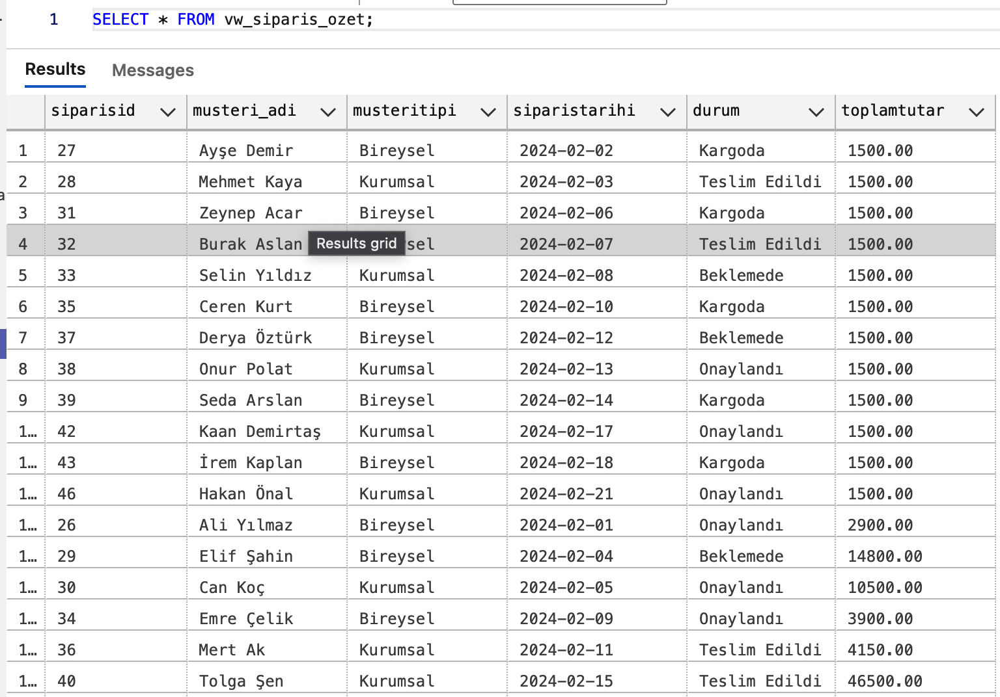 1 SELECT * FROM vw_siparis_ozet;
Results Messages
siparisid musteri_adi musteritipi siparistarihi durum toplamtutar
1 27 Ayşe Demir Bireysel 2024-02-02 Kargoda 1500.00
2 28 Mehmet Kaya Kurumsal 2024-02-03 Teslim Edildi 1500.00
3 31 Zeynep Acar Bireysel 2024-02-06 Kargoda 1500.00
4 32 Burak Aslan Results grid sel 2024-02-07 Teslim Edildi 1500.00
5 33 Selin Yıldız Kurumsal 2024-02-08 Beklemede 1500.00
6 35 Ceren Kurt Bireysel 2024-02-10 Kargoda 1500.00
7 37 Derya Öztürk Bireysel 2024-02-12 Beklemede 1500.00
8 38 Onur Polat Kurumsal 2024-02-13 Onaylandı 1500.00
9 39 Seda Arslan Bireysel 2024-02-14 Kargoda 1500.00
1… 42 Kaan Demirtaş Kurumsal 2024-02-17 Onaylandı 1500.00
1… 43 İrem Kaplan Bireysel 2024-02-18 Kargoda 1500.00
1… 46 Hakan Önal Kurumsal 2024-02-21 Onaylandı 1500.00
1… 26 Ali Yılmaz Bireysel 2024-02-01 Onaylandı 2900.00
1… 29 Elif Şahin Bireysel 2024-02-04 Beklemede 14800.00
1… 30 Can Koç Kurumsal 2024-02-05 Onaylandı 10500.00
1… 34 Emre Çelik Bireysel 2024-02-09 Onaylandı 3900.00
1… 36 Mert Ak Kurumsal 2024-02-11 Teslim Edildi 4150.00
1… 40 Tolga Şen Kurumsal 2024-02-15 Teslim Edildi 46500.00